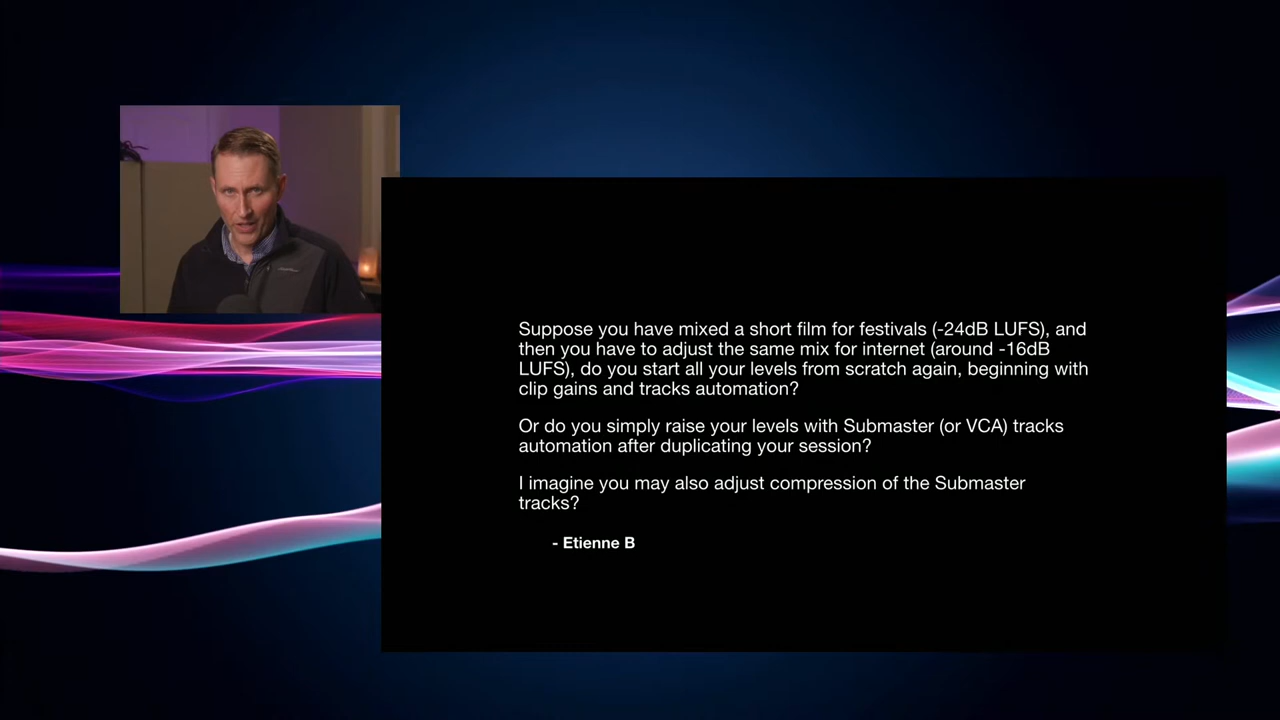 Suppose you have mixed a short film for festivals (-24dB LUFS), and
then you have to adjust the same mix for internet (around -16dB
LUFS), do you start all your levels from scratch again, beginning with
clip gains and tracks automation?
Or do you simply raise your levels with Submaster (or VCA) tracks
automation after duplicating your session?
I imagine you may also adjust compression of the Submaster
tracks?
- Etienne B